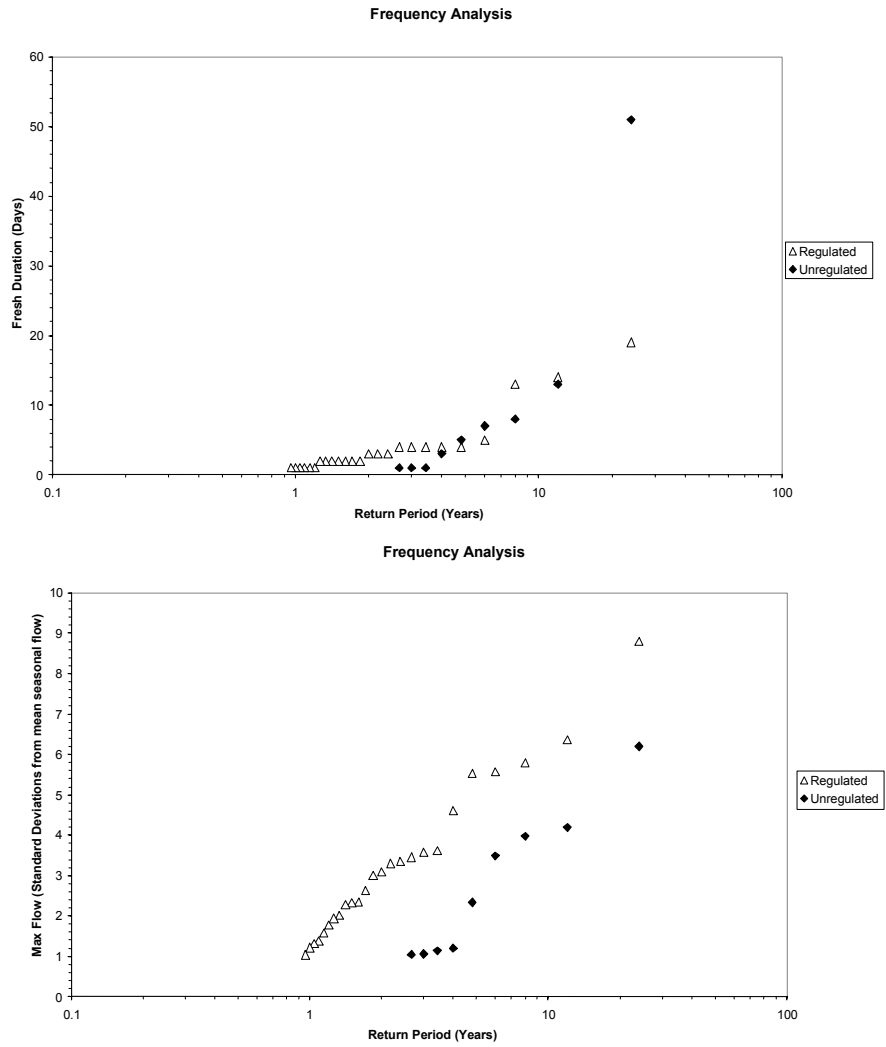 Frequency Analysis
60
50
40
30
20
10
0
0.1 1 10 100
Fresh Duration (Days)
Return Period (Years)
Regulated
Unregulated
Frequency Analysis
10
9
8
7
6
5
4
3
2
1
0
0.1 1 10 100
Max Flow (Standard Deviations from mean seasonal flow)
Return Period (Years)
Regulated
Unregulated